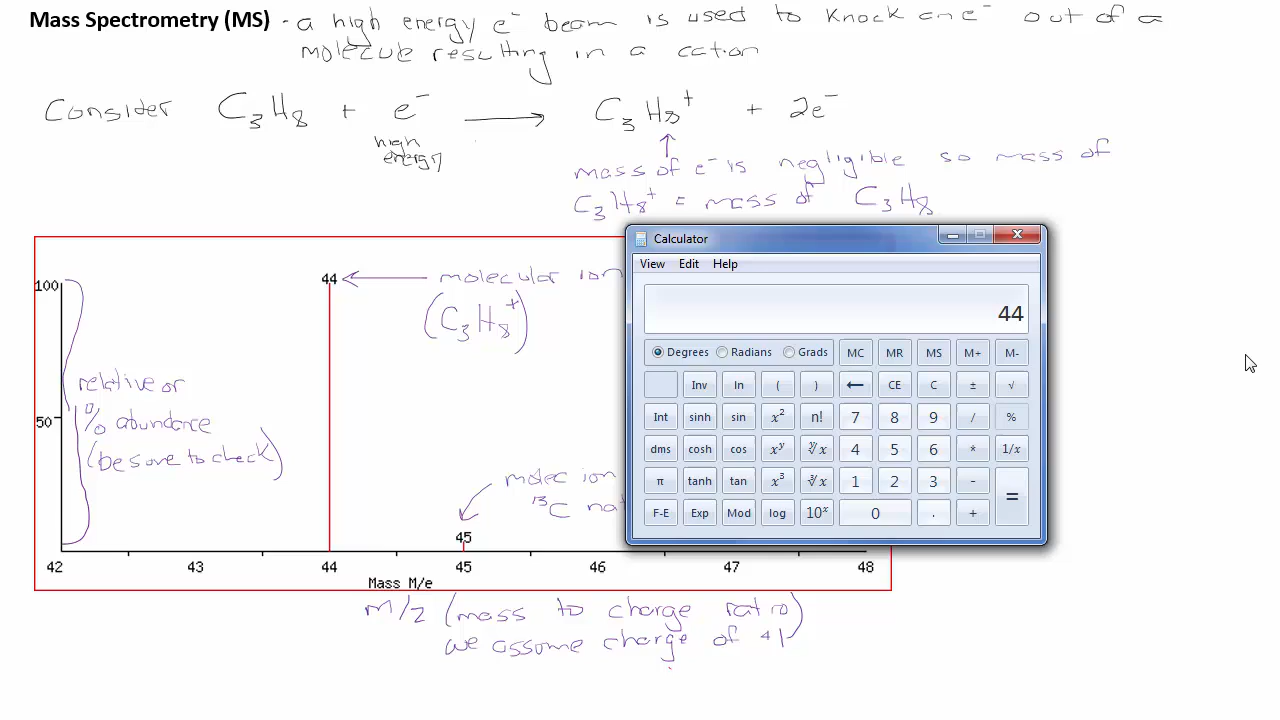 Mass Spectrometry (MS) - a high energy e⁻ beam is used to knock an e⁻ out of a
molecule resulting in a cation
Consider C₃H₈ + e⁻ → C₃H₈⁺ + 2e⁻
high
energy
mass of e⁻ is negligible so mass of
C₃H₈⁺ = mass of C₃H₈
Calculator
View Edit Help
44
Degrees Radians Grads MC MR MS M+ M-
Inv ln ( ) ← CE C ± √
Int sinh sin x² n! 7 8 9 / %
dms cosh cos xʸ ʸ√x 4 5 6 * 1/x
π tanh tan x³ ³√x 1 2 3 - =
F-E Exp Mod log 10ˣ 0 . +
100
44 ← molecular ion
(C₃H₈⁺)
relative or
50
% abundance
(be sure to check)
molec ion
¹³C nat
45
42 43 44 45 46 47 48
Mass M/e
m/z (mass to charge ratio)
we assume charge of +1